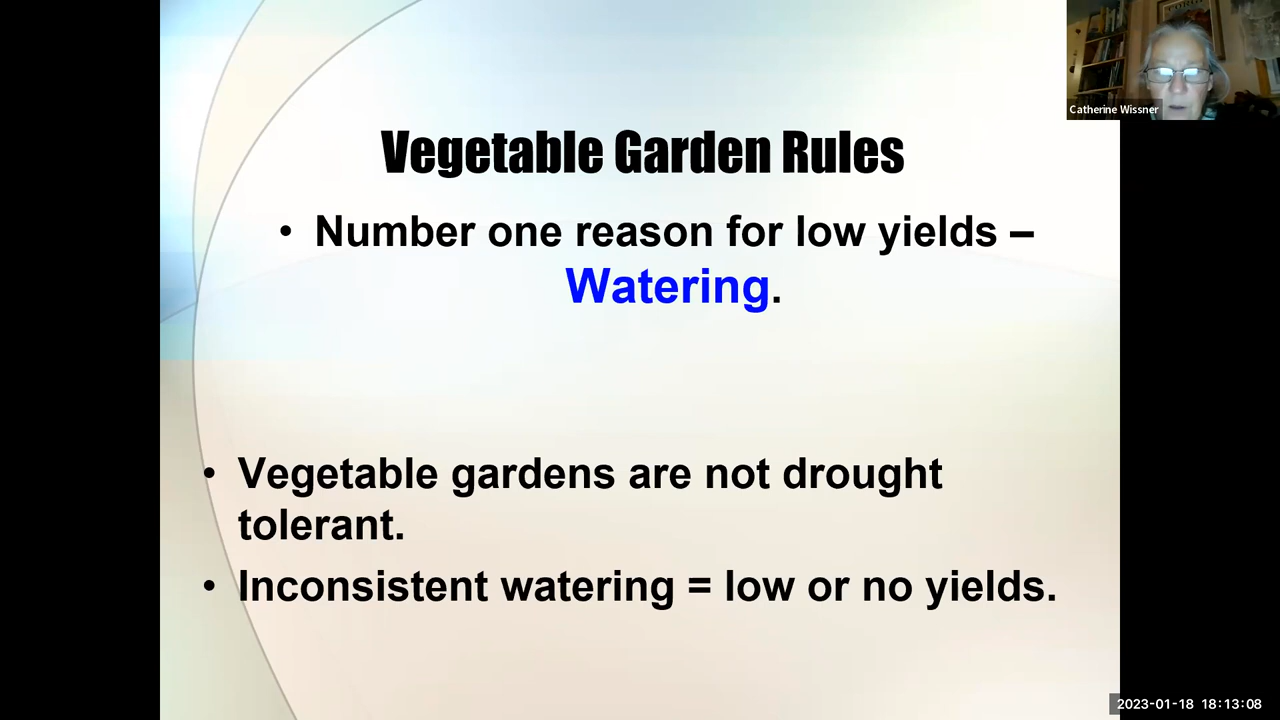 Vegetable Garden Rules
• Number one reason for low yields –
Watering.
• Vegetable gardens are not drought
tolerant.
• Inconsistent watering = low or no yields.
Catherine Wissner
2023-01-18 18:13:08